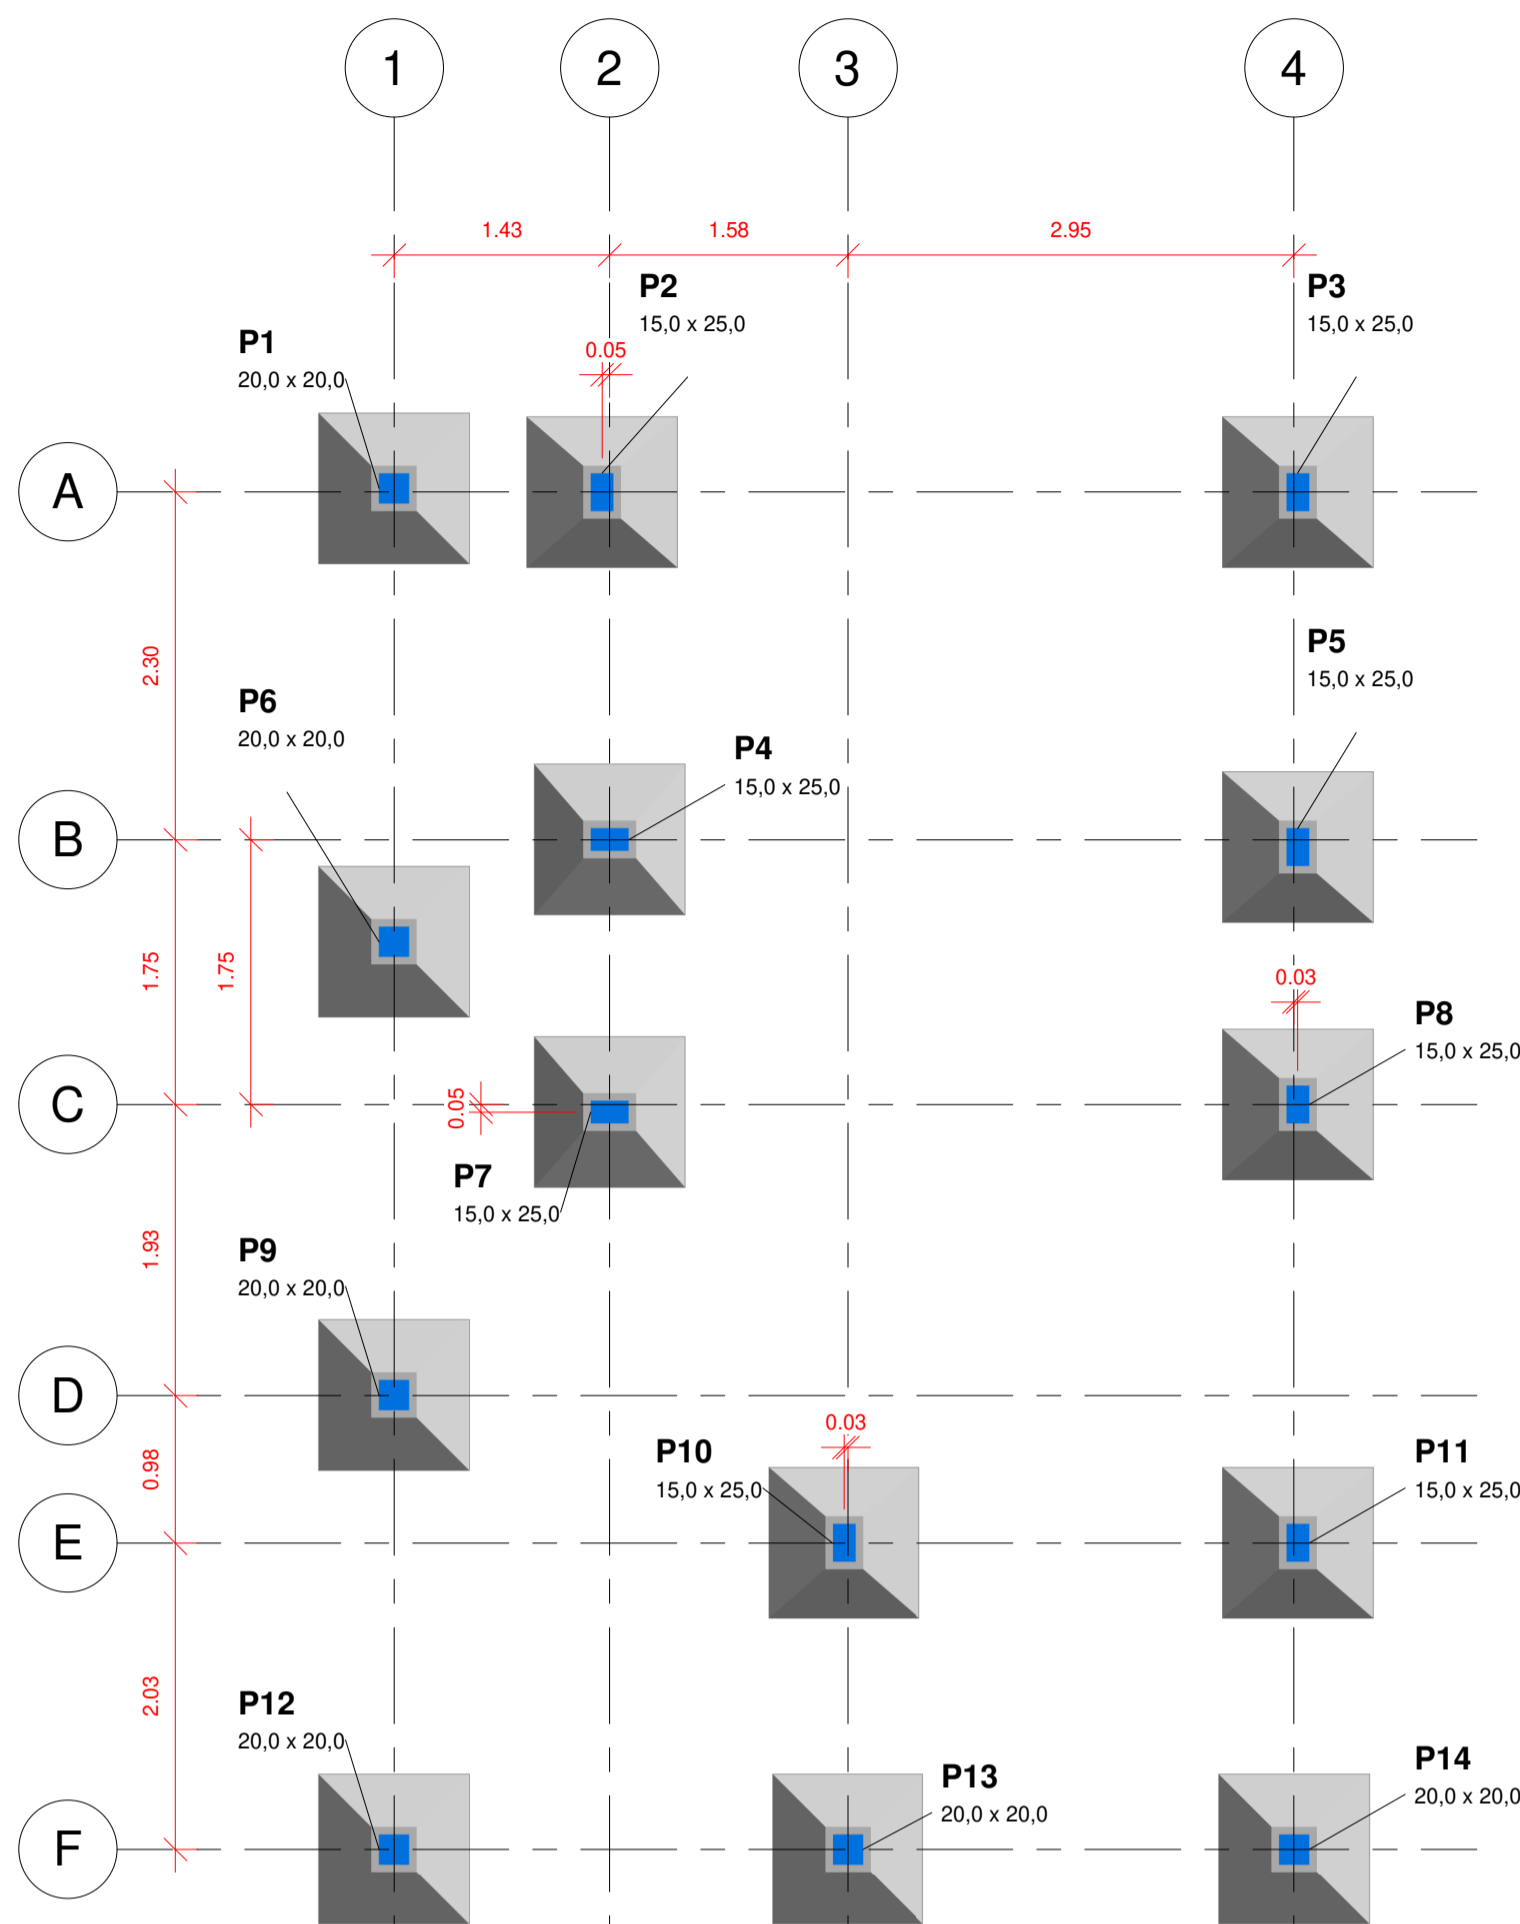 1
2
3
4
1.43
1.58
2.95
P2
15,0 x 25,0
P3
15,0 x 25,0
P1
20,0 x 20,0
0.05
A
2.30
P5
15,0 x 25,0
P6
20,0 x 20,0
P4
15,0 x 25,0
B
1.75
1.75
0.03
P8
15,0 x 25,0
C
0.05
P7
15,0 x 25,0
1.93
P9
20,0 x 20,0
D
0.98
0.03
P10
15,0 x 25,0
P11
15,0 x 25,0
E
2.03
P12
20,0 x 20,0
P13
20,0 x 20,0
P14
20,0 x 20,0
F